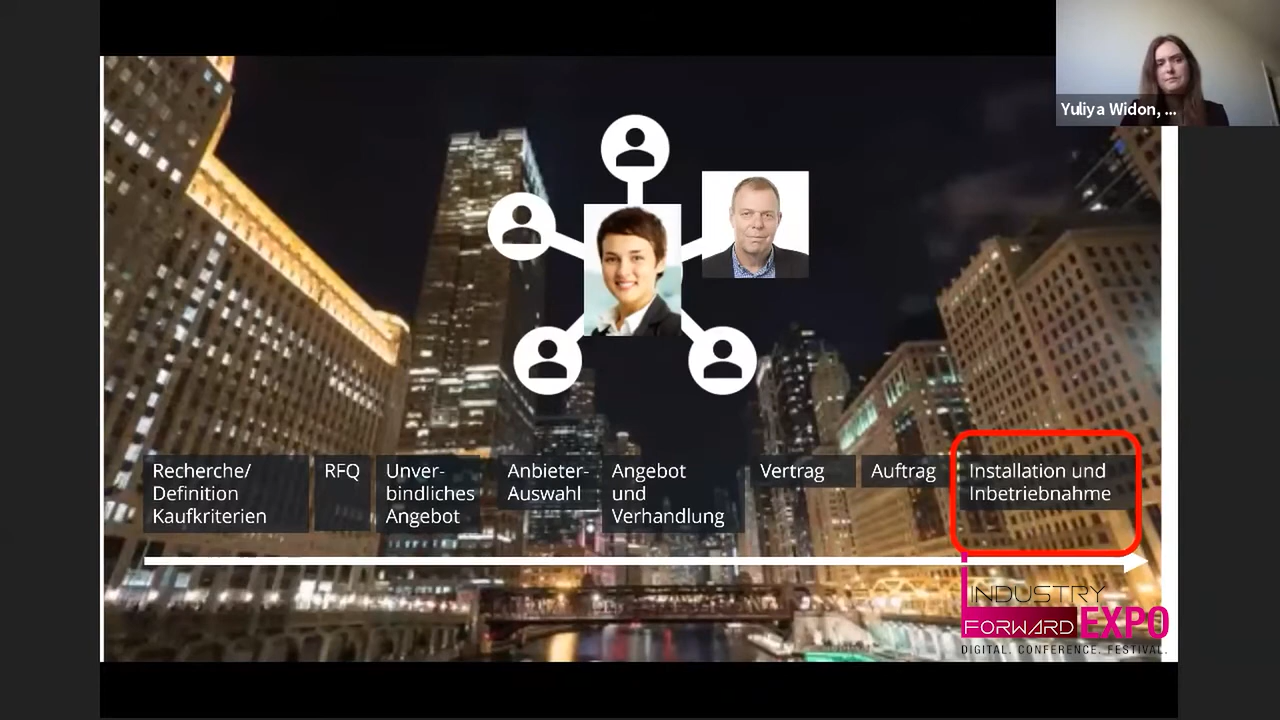 Yuliya Widon, ...
Recherche/
Definition
Kaufkriterien
RFQ
Unver-
bindliches
Angebot
Anbieter-
Auswahl
Angebot
und
Verhandlung
Vertrag
Auftrag
Installation und
Inbetriebnahme
INDUSTRY
FORWARD EXPO
DIGITAL. CONFERENCE. FESTIVAL.